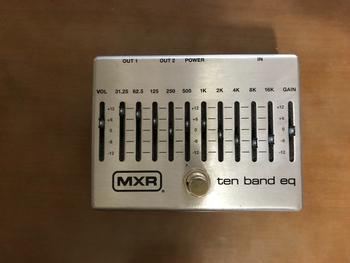 OUT 1 OUT 2 POWER IN
VOL 31.25 62.5 125 250 500 1K 2K 4K 8K 16K GAIN
+12 +12
+6 +6
0 0
-6 -6
-12 -12
MXR® ten band eq